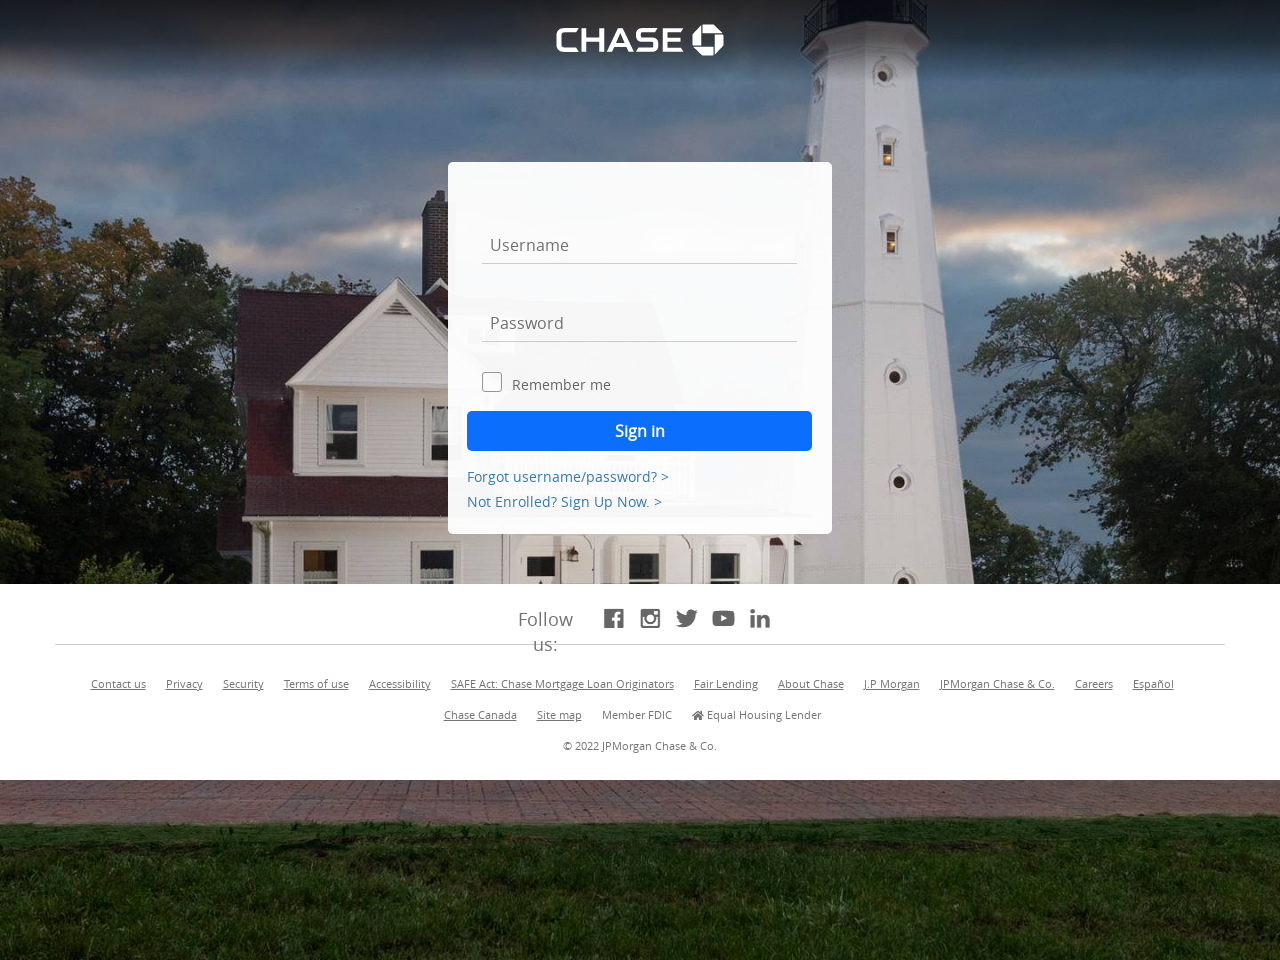 CHASE
Username
Password
Remember me
Sign in
Forgot username/password? >
Not Enrolled? Sign Up Now. >
Follow us:
Contact us Privacy Security Terms of use Accessibility SAFE Act: Chase Mortgage Loan Originators Fair Lending About Chase J.P Morgan JPMorgan Chase & Co. Careers Español
Chase Canada Site map Member FDIC Equal Housing Lender
© 2022 JPMorgan Chase & Co.